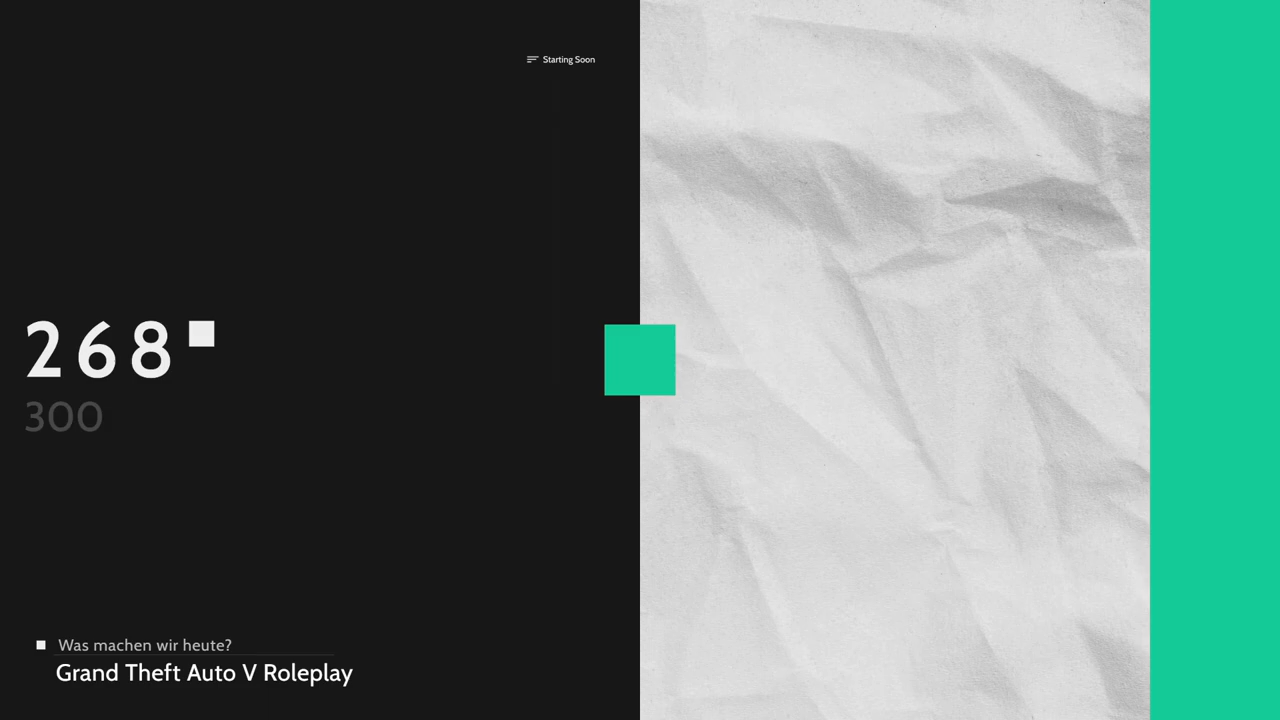 Starting Soon
268
300
Was machen wir heute?
Grand Theft Auto V Roleplay